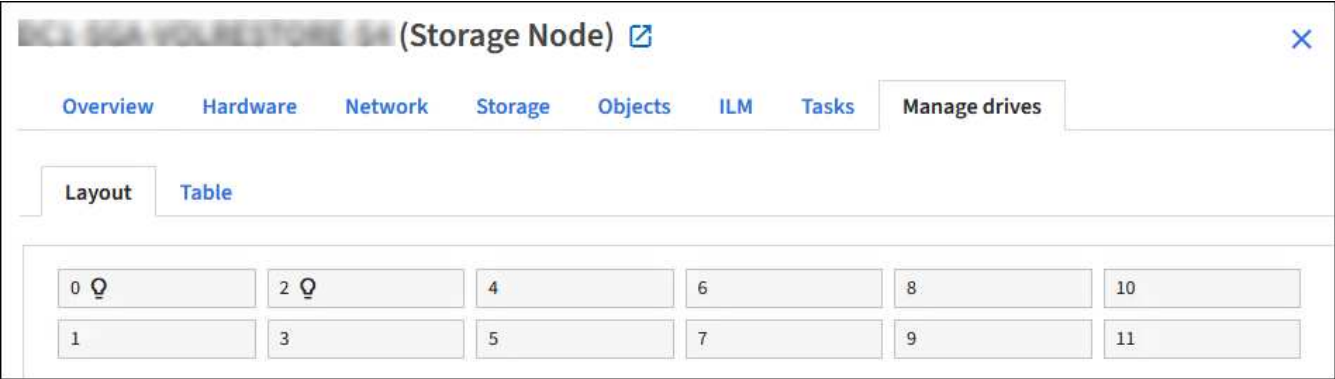 (Storage Node)
Overview Hardware Network Storage Objects ILM Tasks Manage drives
Layout Table
0 2 4 6 8 10
1 3 5 7 9 11